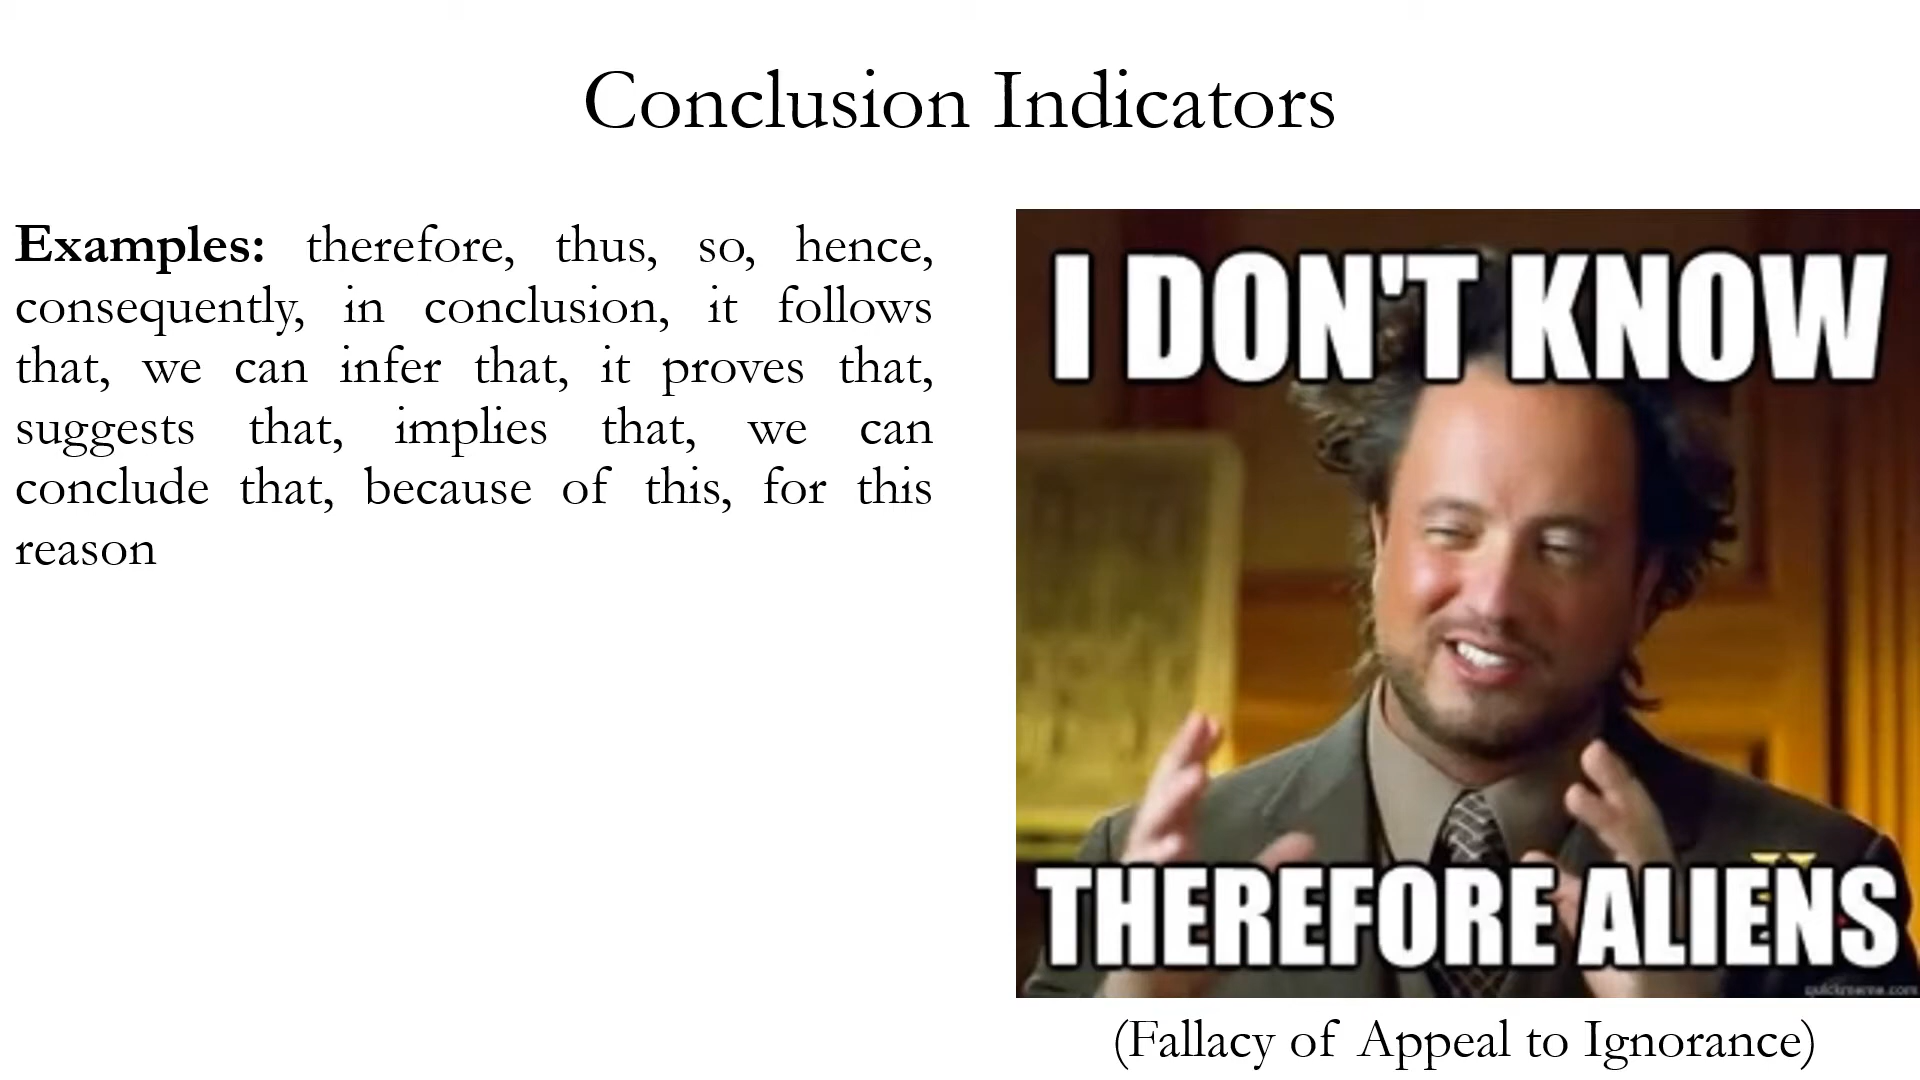 Conclusion Indicators
Examples: therefore, thus, so, hence,
consequently, in conclusion, it follows
that, we can infer that, it proves that,
suggests that, implies that, we can
conclude that, because of this, for this
reason
I DON'T KNOW
THEREFORE ALIENS
quickmeme.com
(Fallacy of Appeal to Ignorance)